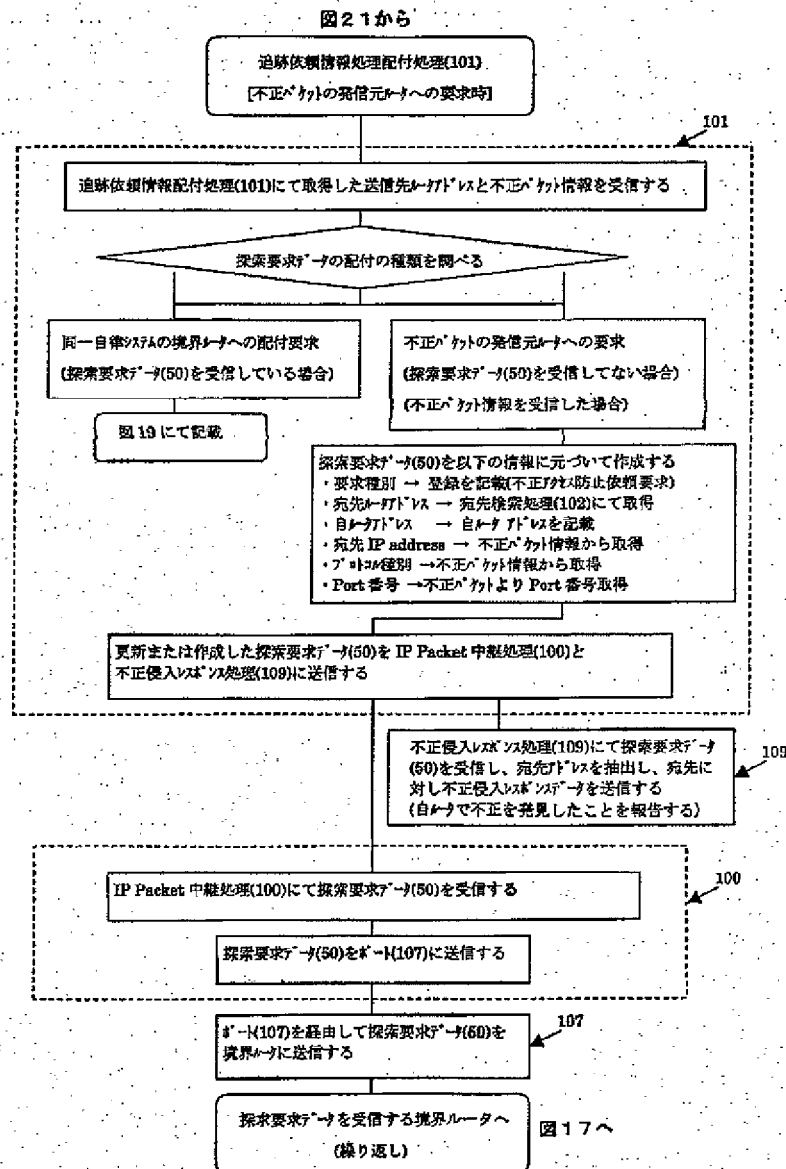 図21から
追跡依頼情報処理配付処理(101)
[不正パケットの発信元ルータへの要求時]
101
追跡依頼情報配付処理(101)にて取得した送信先ルータアドレスと不正パケット情報を受信する
探索要求データの配付の種類を調べる
同一自律システムの境界ルータへの配付要求
(探索要求データ(50)を受信している場合)
不正パケットの発信元ルータへの要求
(探索要求データ(50)を受信してない場合)
(不正パケット情報を受信した場合)
図19にて記載
探索要求データ(50)を以下の情報に元づいて作成する
・要求種別 → 登録を記載(不正アクセス防止依頼要求)
・宛先ルータアドレス → 宛先検索処理(102)にて取得
・自ルータアドレス → 自ルータ アドレスを記載
・宛先 IP address → 不正パケット情報から取得
・プロトコル種別 →不正パケット情報から取得
・Port 番号 →不正パケットより Port 番号取得
更新または作成した探索要求データ(50)を IP Packet 中継処理(100)と
不正侵入レスポンス処理(109)に送信する
不正侵入レスポンス処理(109)にて探索要求データ
(50)を受信し、宛先アドレスを抽出し、宛先に
対し不正侵入レスポンスデータを送信する
(自ルータで不正を発見したことを報告する)
109
IP Packet 中継処理(100)にて探索要求データ(50)を受信する
100
探索要求データ(50)をポート(107)に送信する
ポート(107)を経由して探索要求データ(50)を
境界ルータに送信する
107
探求要求データを受信する境界ルータへ
(繰り返し)
図17へ